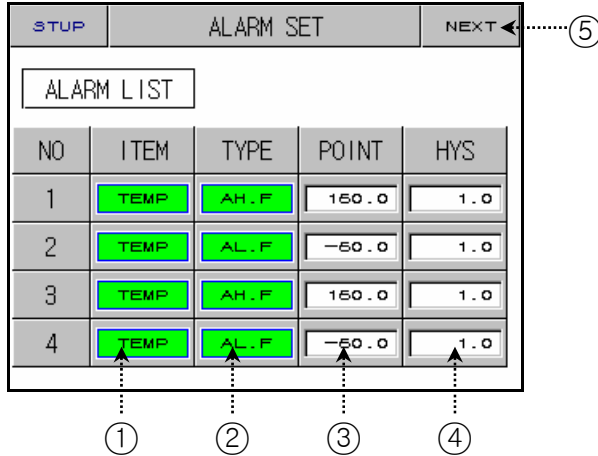 STUP ALARM SET NEXT ⑤
ALARM LIST
NO ITEM TYPE POINT HYS
1 TEMP AH.F 160.0 1.0
2 TEMP AL.F -60.0 1.0
3 TEMP AH.F 160.0 1.0
4 TEMP AL.F -60.0 1.0
① ② ③ ④